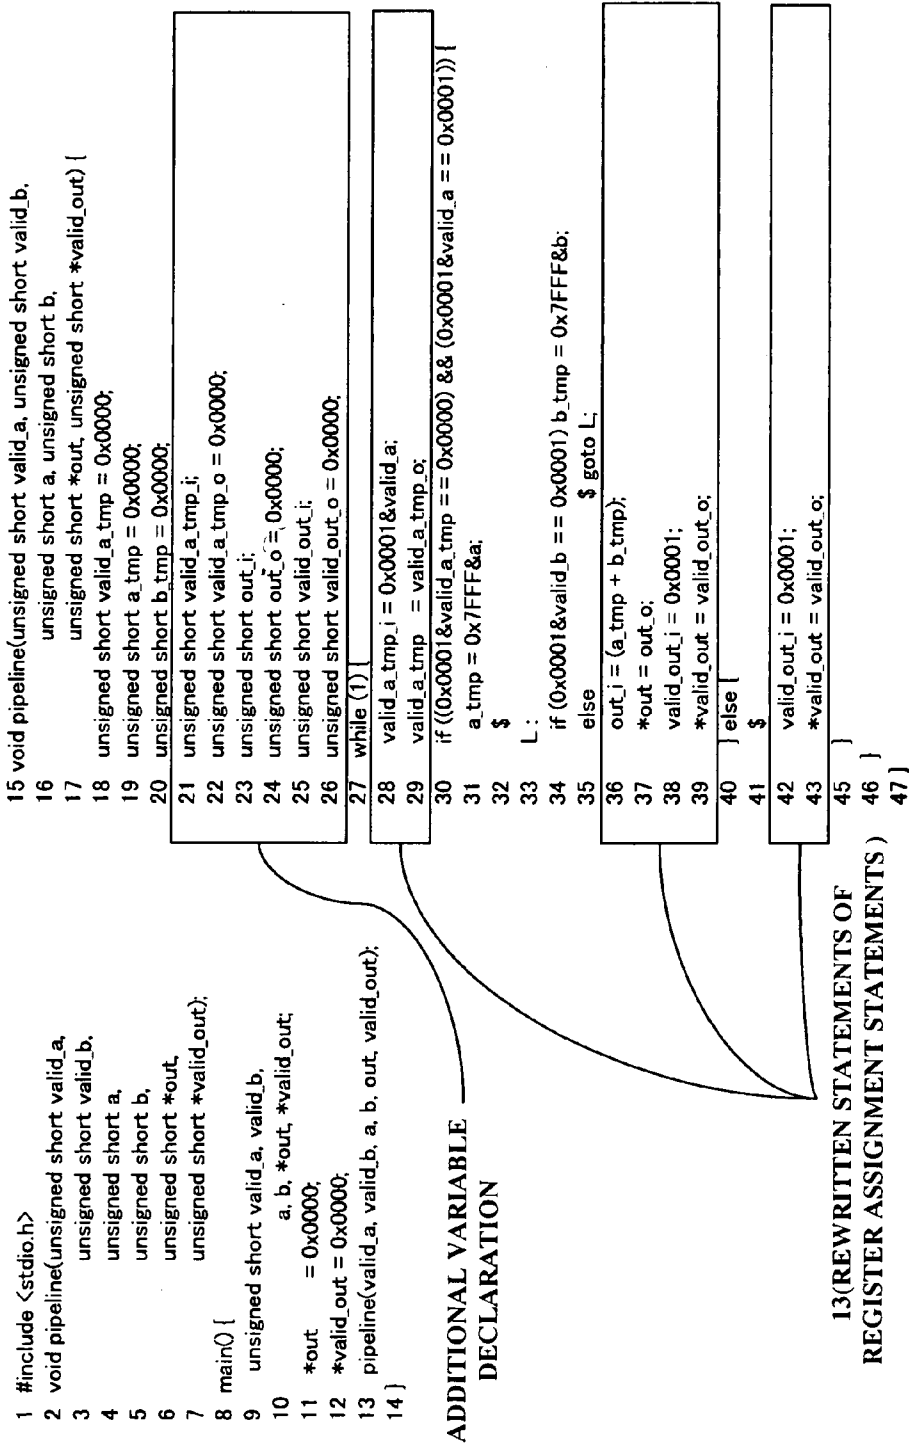 1 #include <stdio.h>
2 void pipeline(unsigned short valid_a,
3 unsigned short valid_b,
4 unsigned short a,
5 unsigned short b,
6 unsigned short *out,
7 unsigned short *valid_out);
8 main() {
9 unsigned short valid_a, valid_b,
10 a, b, *out, *valid_out;
11 *out = 0x0000;
12 *valid_out = 0x0000;
13 pipeline(valid_a, valid_b, a, b, out, valid_out);
14 }
ADDITIONAL VARIABLE
DECLARATION
15 void pipeline(unsigned short valid_a, unsigned short valid_b,
16 unsigned short a, unsigned short b,
17 unsigned short *out, unsigned short *valid_out) {
18 unsigned short valid_a_tmp = 0x0000;
19 unsigned short a_tmp = 0x0000;
20 unsigned short b_tmp = 0x0000;
21 unsigned short valid_a_tmp_i;
22 unsigned short valid_a_tmp_o = 0x0000;
23 unsigned short out_i;
24 unsigned short out_o = 0x0000;
25 unsigned short valid_out_i;
26 unsigned short valid_out_o = 0x0000;
27 while (1) {
28 valid_a_tmp_i = 0x0001&valid_a;
29 valid_a_tmp = valid_a_tmp_o;
30 if ((0x0001&valid_a_tmp == 0x0000) && (0x0001&valid_a == 0x0001)) {
31 a_tmp = 0x7FFF&a;
32 $
33 L :
34 if (0x0001&valid_b == 0x0001) b_tmp = 0x7FFF&b;
35 else $ goto L;
36 out_i = (a_tmp + b_tmp);
37 *out = out_o;
38 valid_out_i = 0x0001;
39 *valid_out = valid_out_o;
40 } else {
41 $
42 valid_out_i = 0x0001;
43 *valid_out = valid_out_o;
45 }
46 }
47 }
13(REWRITTEN STATEMENTS OF
REGISTER ASSIGNMENT STATEMENTS )